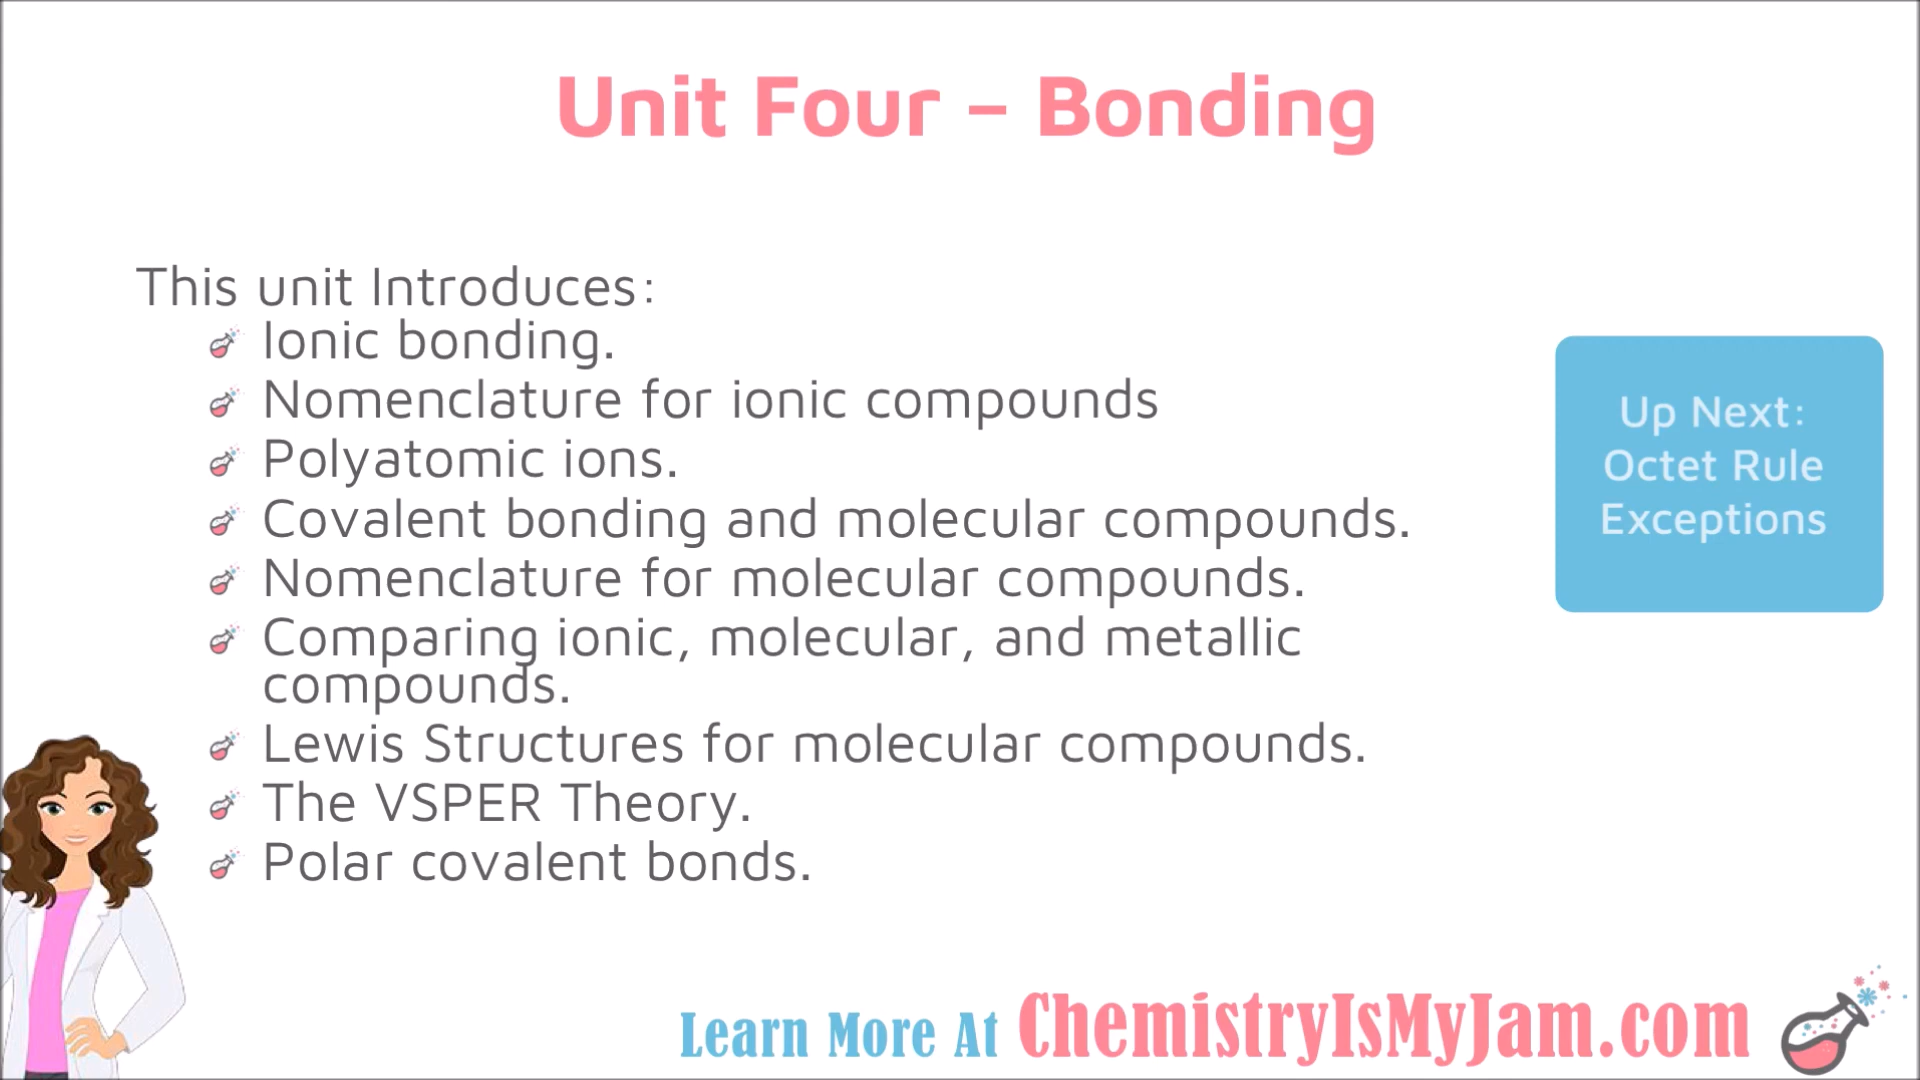 Unit Four – Bonding
This unit Introduces:
Ionic bonding.
Nomenclature for ionic compounds
Polyatomic ions.
Covalent bonding and molecular compounds.
Nomenclature for molecular compounds.
Comparing ionic, molecular, and metallic
compounds.
Lewis Structures for molecular compounds.
The VSPER Theory.
Polar covalent bonds.
Up Next:
Octet Rule
Exceptions
Learn More At ChemistryIsMyJam.com